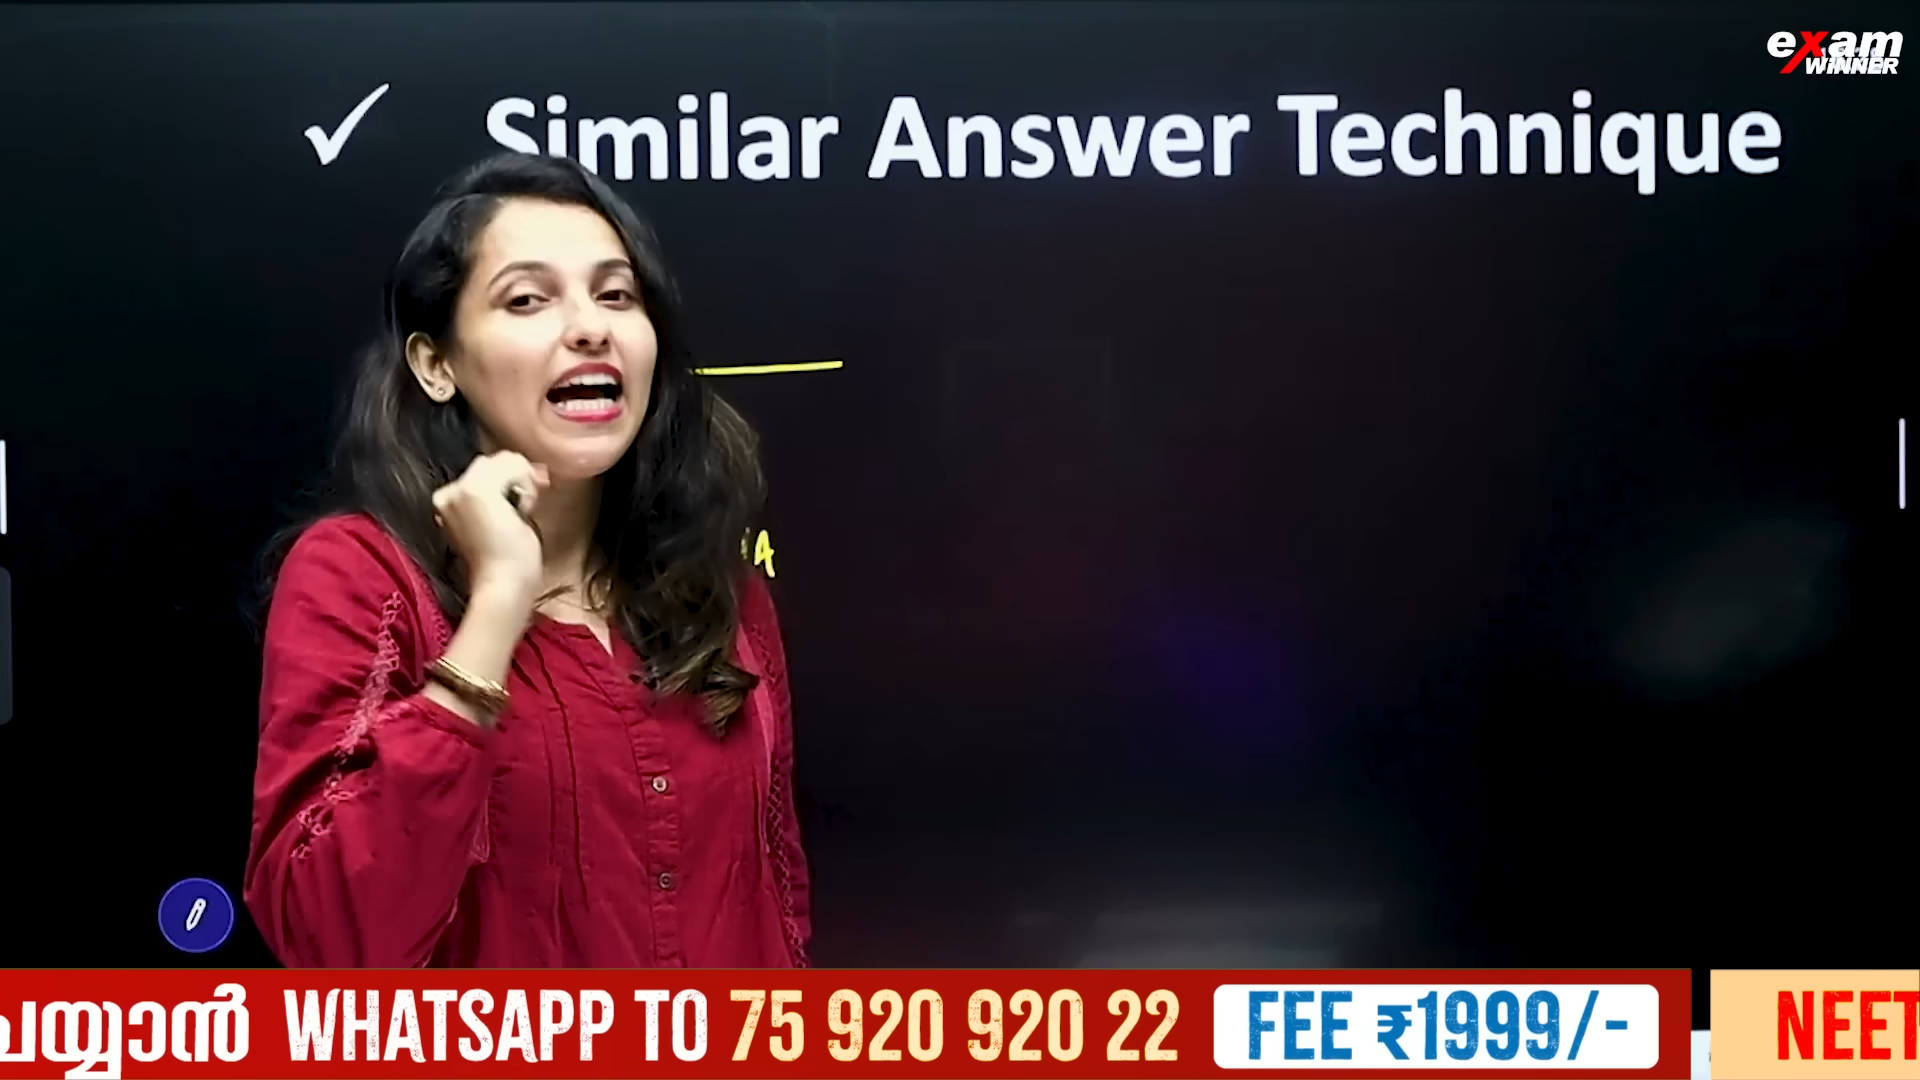 exam
WINNER
✓ Similar Answer Technique
A
പയ്യാൻ WHATSAPP TO 75 920 920 22 FEE ₹1999/- NEET